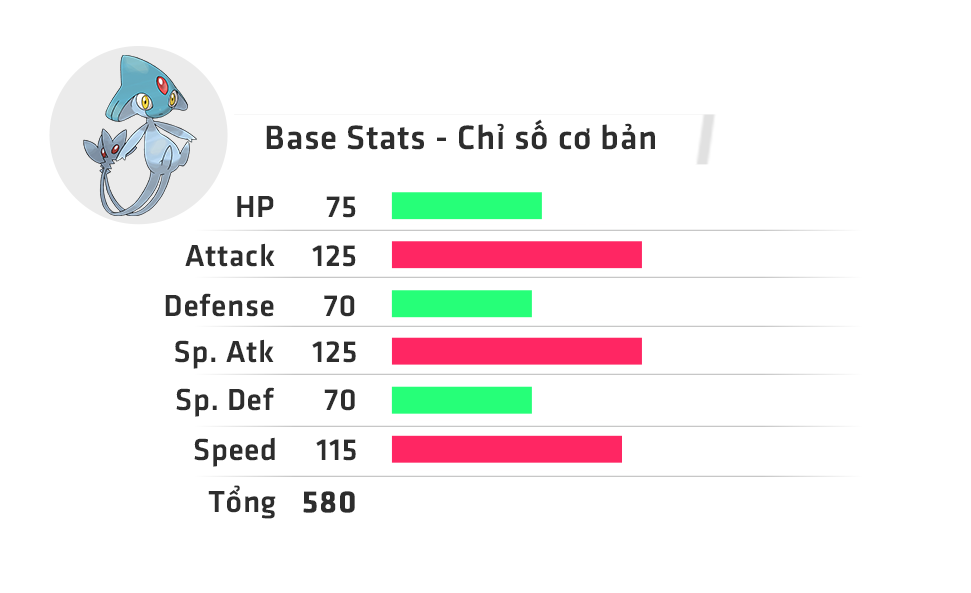 Base Stats - Chỉ số cơ bản
HP 75
Attack 125
Defense 70
Sp. Atk 125
Sp. Def 70
Speed 115
Tổng 580